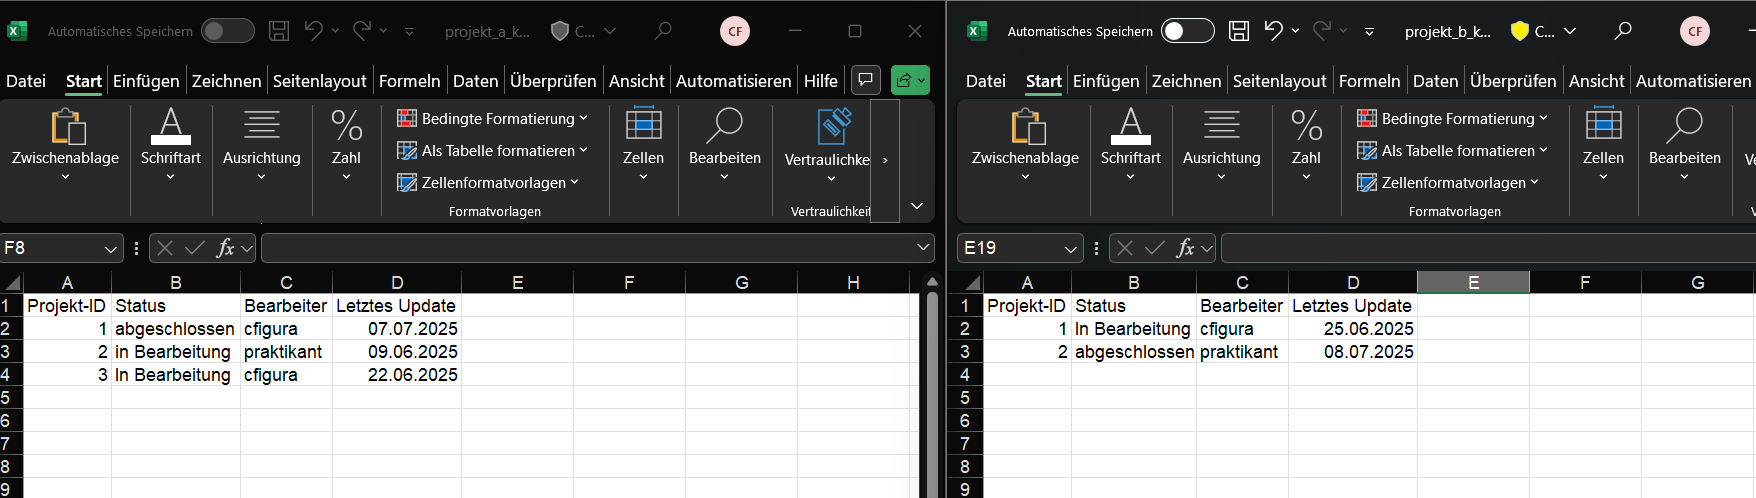 Automatisches Speichern projekt_a_k... C... CF
Datei Start Einfügen Zeichnen Seitenlayout Formeln Daten Überprüfen Ansicht Automatisieren Hilfe
Zwischenablage Schriftart Ausrichtung Zahl
Bedingte Formatierung
Als Tabelle formatieren
Zellenformatvorlagen
Formatvorlagen
Zellen Bearbeiten Vertraulichke
Vertraulichkeit
F8 fx
A B C D E F G H
1 Projekt-ID Status Bearbeiter Letztes Update
2 1 abgeschlossen cfigura 07.07.2025
3 2 in Bearbeitung praktikant 09.06.2025
4 3 In Bearbeitung cfigura 22.06.2025
5
6
7
8
9
Automatisches Speichern projekt_b_k... C... CF
Datei Start Einfügen Zeichnen Seitenlayout Formeln Daten Überprüfen Ansicht Automatisieren
Zwischenablage Schriftart Ausrichtung Zahl
Bedingte Formatierung
Als Tabelle formatieren
Zellenformatvorlagen
Formatvorlagen
Zellen Bearbeiten Ve
E19 fx
A B C D E F G
1 Projekt-ID Status Bearbeiter Letztes Update
2 1 In Bearbeitung cfigura 25.06.2025
3 2 abgeschlossen praktikant 08.07.2025
4
5
6
7
8
9